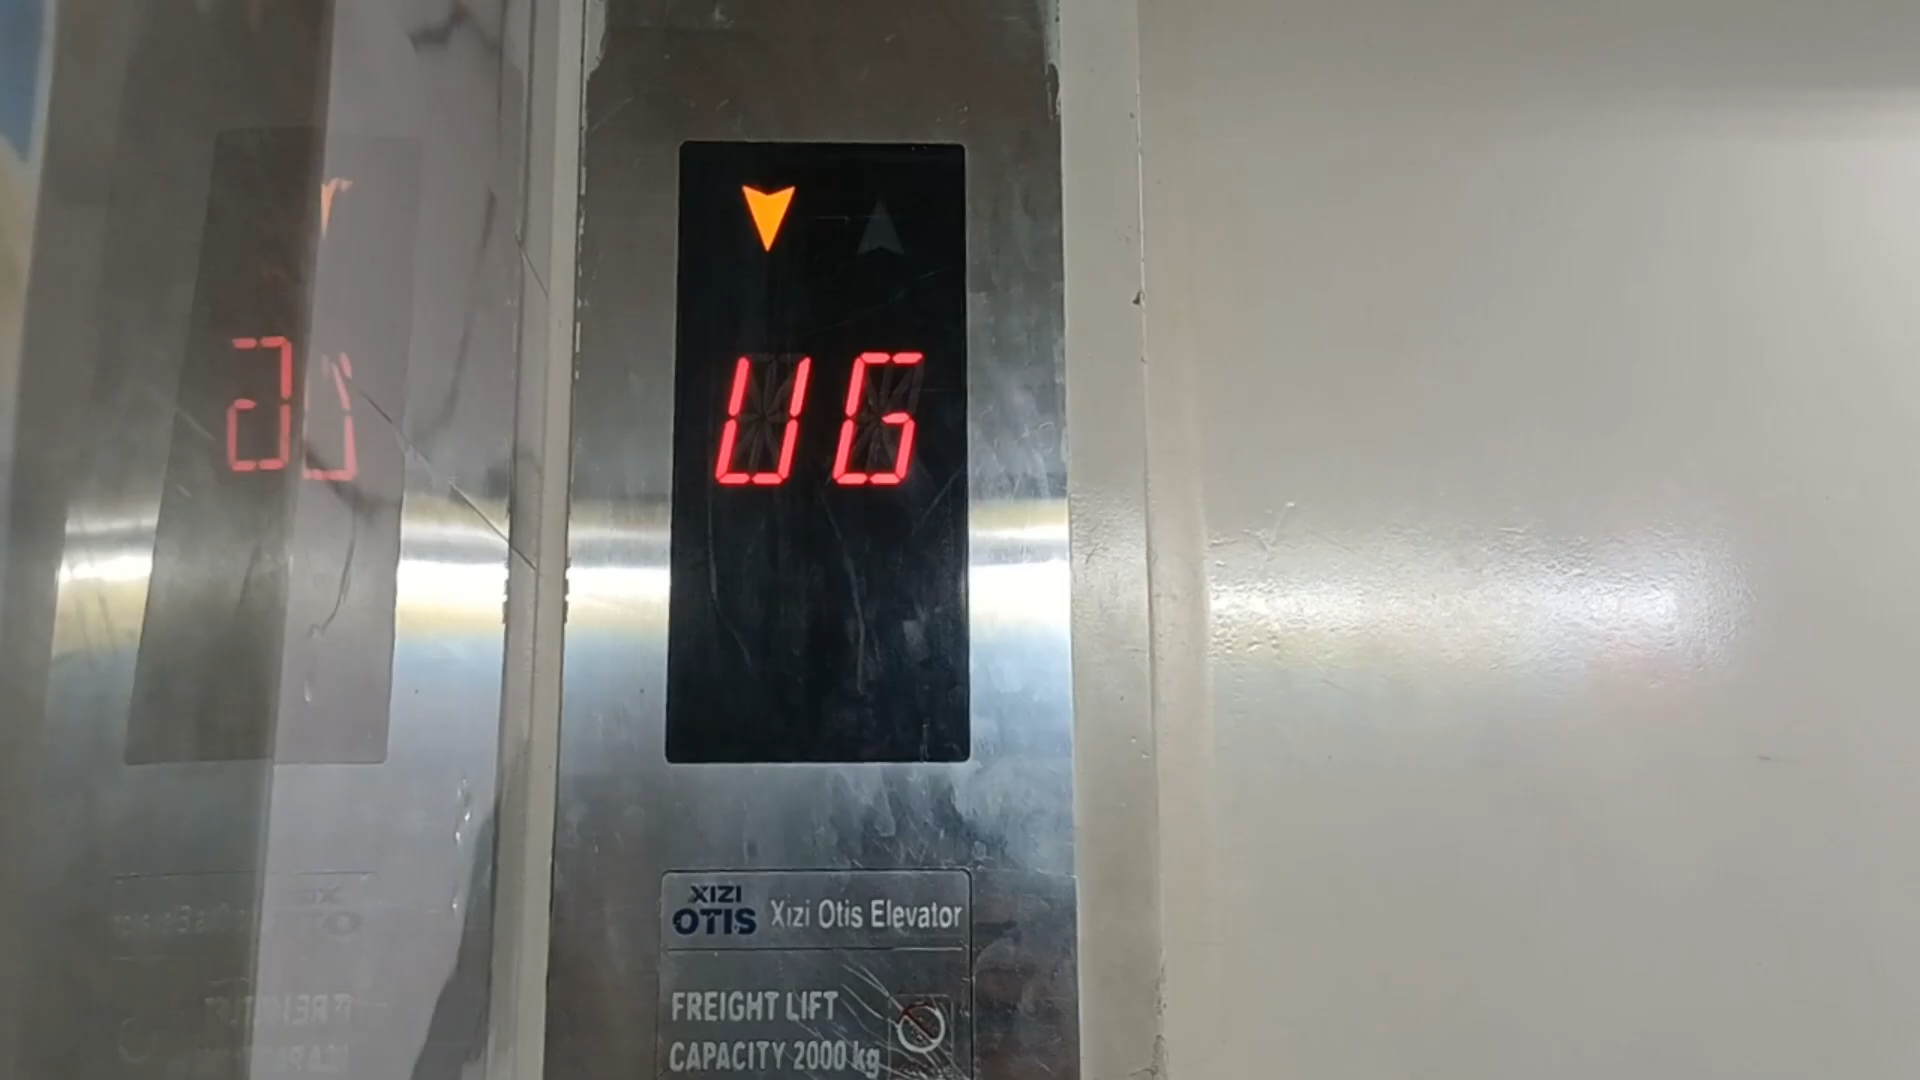 UG
XIZI
OTIS
Xizi Otis Elevator
FREIGHT LIFT
CAPACITY 2000 kg